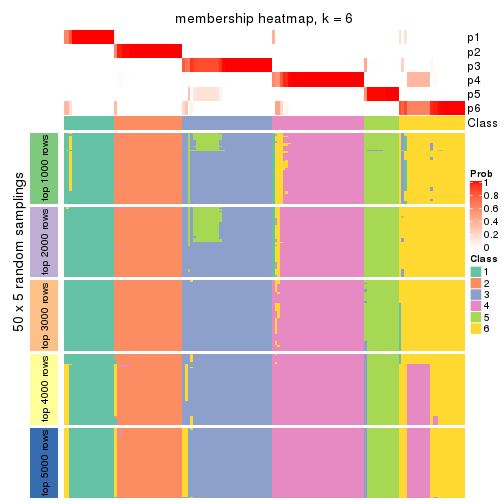 membership heatmap, k = 6
p1
p2
p3
p4
p5
p6
Class
50 x 5 random samplings
top 1000 rows
top 2000 rows
top 3000 rows
top 4000 rows
top 5000 rows
Prob
1
0.8
0.6
0.4
0.2
0
Class
1
2
3
4
5
6